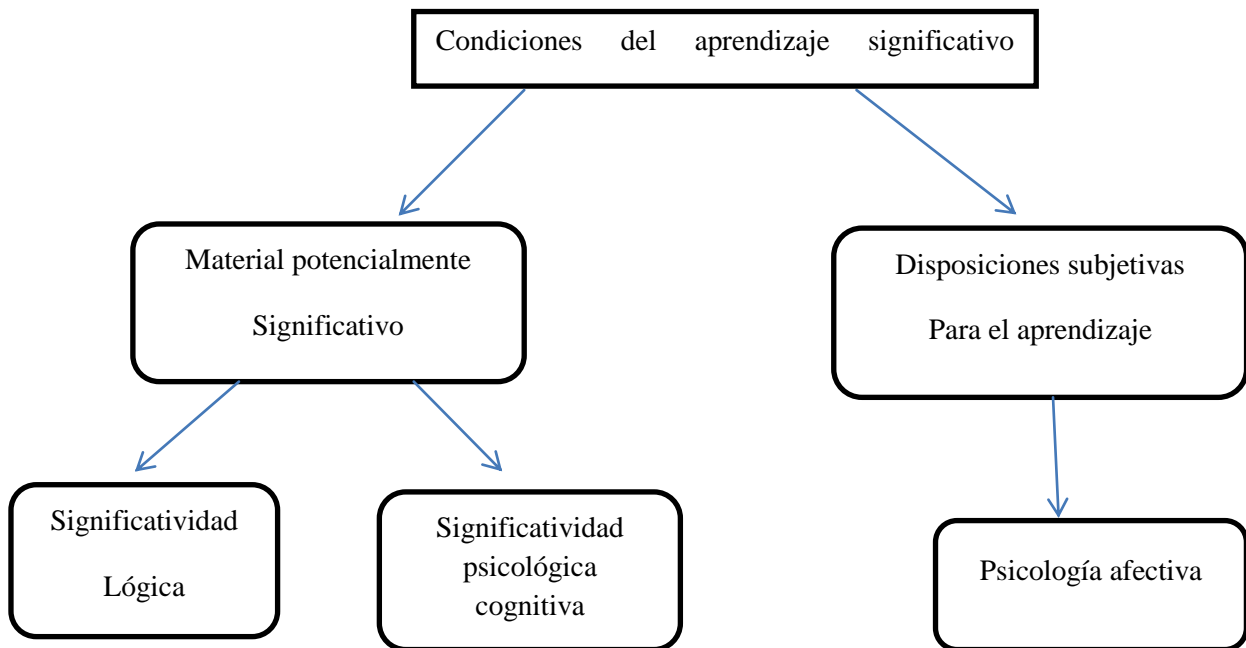 Condiciones del aprendizaje significativo
Material potencialmente
Significativo
Disposiciones subjetivas
Para el aprendizaje
Significatividad
Lógica
Significatividad
psicológica
cognitiva
Psicología afectiva